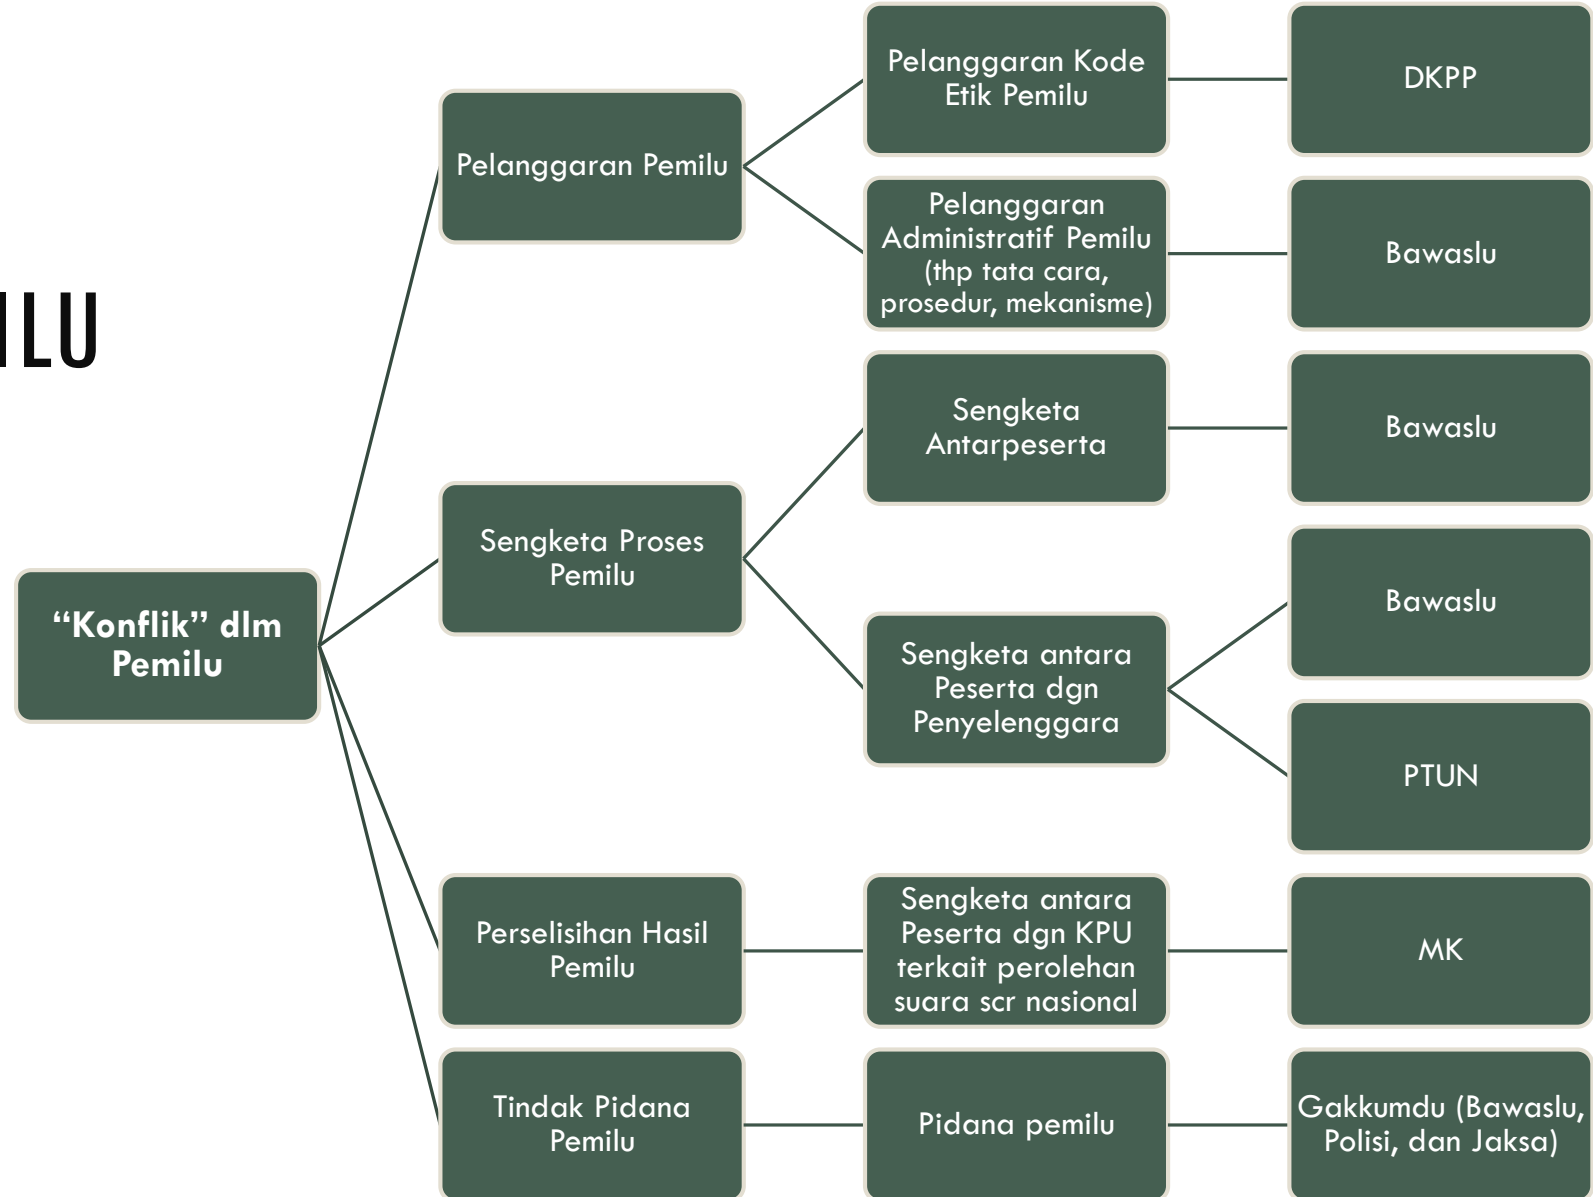 ILU
“Konflik” dlm
Pemilu
Pelanggaran Pemilu
Pelanggaran Kode
Etik Pemilu
DKPP
Pelanggaran
Administratif Pemilu
(thp tata cara,
prosedur, mekanisme)
Bawaslu
Sengketa Proses
Pemilu
Sengketa
Antarpeserta
Bawaslu
Sengketa antara
Peserta dgn
Penyelenggara
Bawaslu
PTUN
Perselisihan Hasil
Pemilu
Sengketa antara
Peserta dgn KPU
terkait perolehan
suara scr nasional
MK
Tindak Pidana
Pemilu
Pidana pemilu
Gakkumdu (Bawaslu,
Polisi, dan Jaksa)